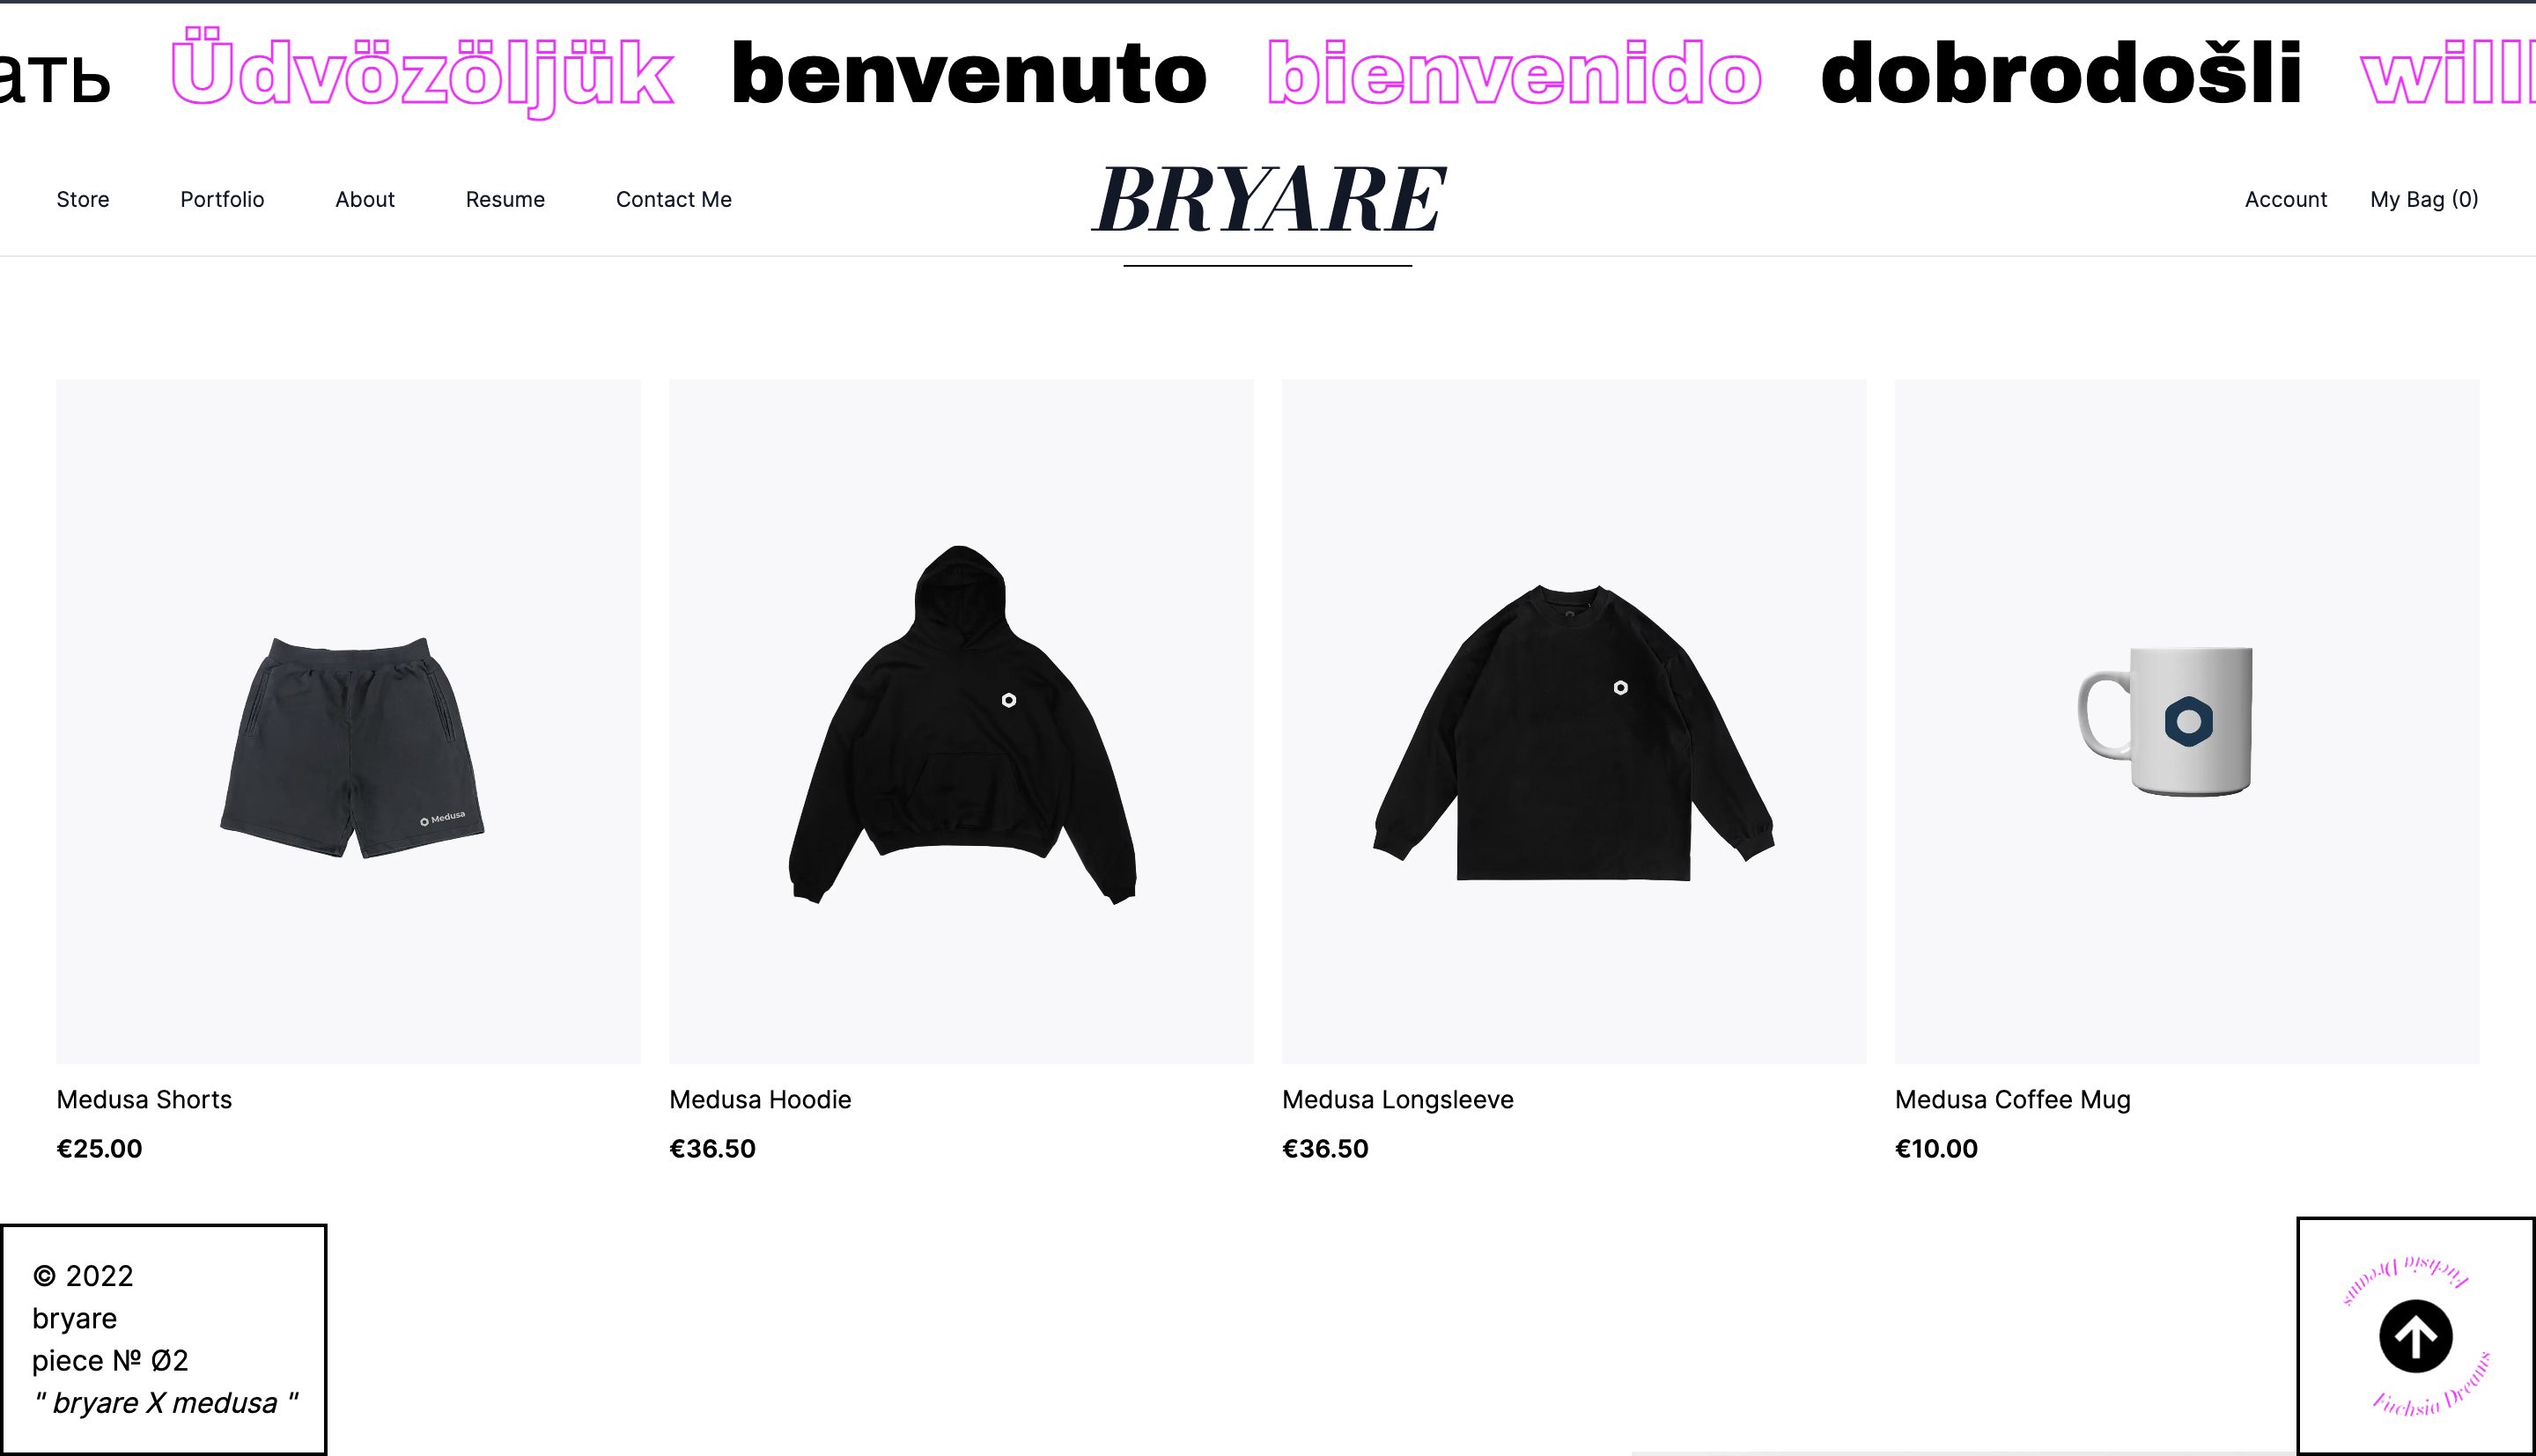 Üdvözöljük benvenuto bienvenido dobrodošli
Store Portfolio About Resume Contact Me BRYARE Account My Bag (0)
Medusa
Medusa Shorts
€25.00
Medusa Hoodie
€36.50
Medusa Longsleeve
€36.50
Medusa Coffee Mug
€10.00
© 2022
bryare
piece № Ø2
" bryare X medusa "
Fuchsia Dreams
Fuchsia Dreams